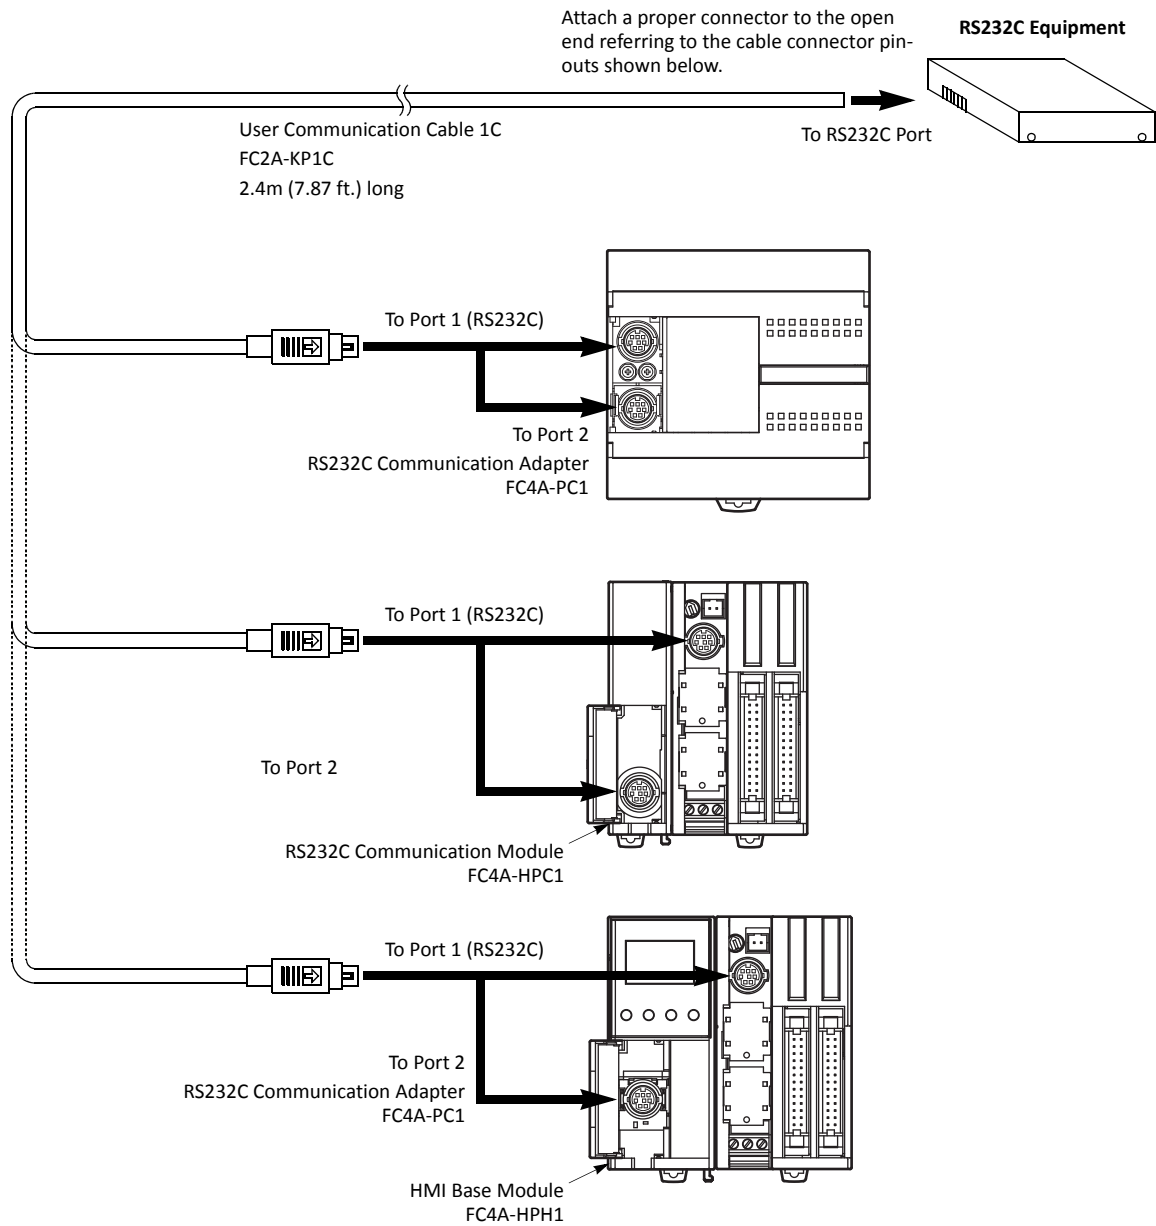 Attach a proper connector to the open
end referring to the cable connector pin-
outs shown below.
RS232C Equipment
User Communication Cable 1C
FC2A-KP1C
2.4m (7.87 ft.) long
To RS232C Port
To Port 1 (RS232C)
To Port 2
RS232C Communication Adapter
FC4A-PC1
To Port 1 (RS232C)
To Port 2
RS232C Communication Module
FC4A-HPC1
To Port 1 (RS232C)
To Port 2
RS232C Communication Adapter
FC4A-PC1
HMI Base Module
FC4A-HPH1